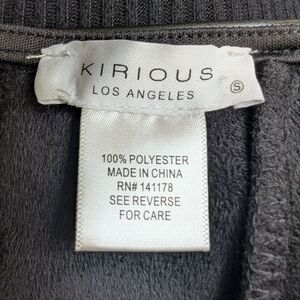 KIRIOUS
LOS ANGELES
S
100% POLYESTER
MADE IN CHINA
RN# 141178
SEE REVERSE
FOR CARE